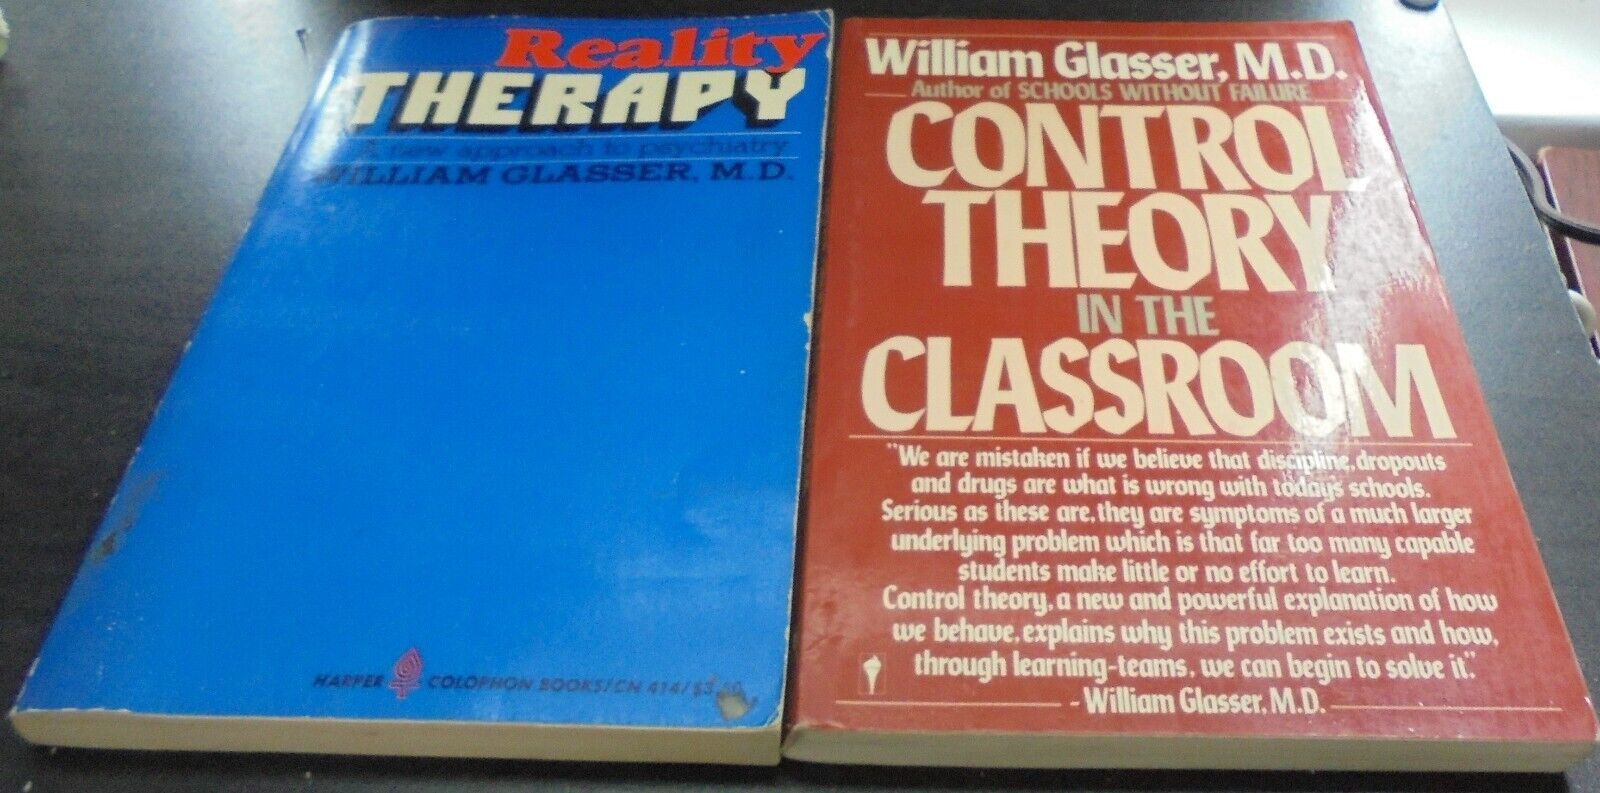 Reality
THERAPY
A new approach to psychiatry
WILLIAM GLASSER, M.D.
HARPER COLOPHON BOOKS/CN 414/$3
William Glasser, M.D.
Author of SCHOOLS WITHOUT FAILURE
CONTROL
THEORY
IN THE
CLASSROOM
"We are mistaken if we believe that discipline, dropouts
and drugs are what is wrong with today's schools.
Serious as these are, they are symptoms of a much larger
underlying problem which is that far too many capable
students make little or no effort to learn.
Control theory, a new and powerful explanation of how
we behave, explains why this problem exists and how,
through learning-teams, we can begin to solve it."
- William Glasser, M.D.